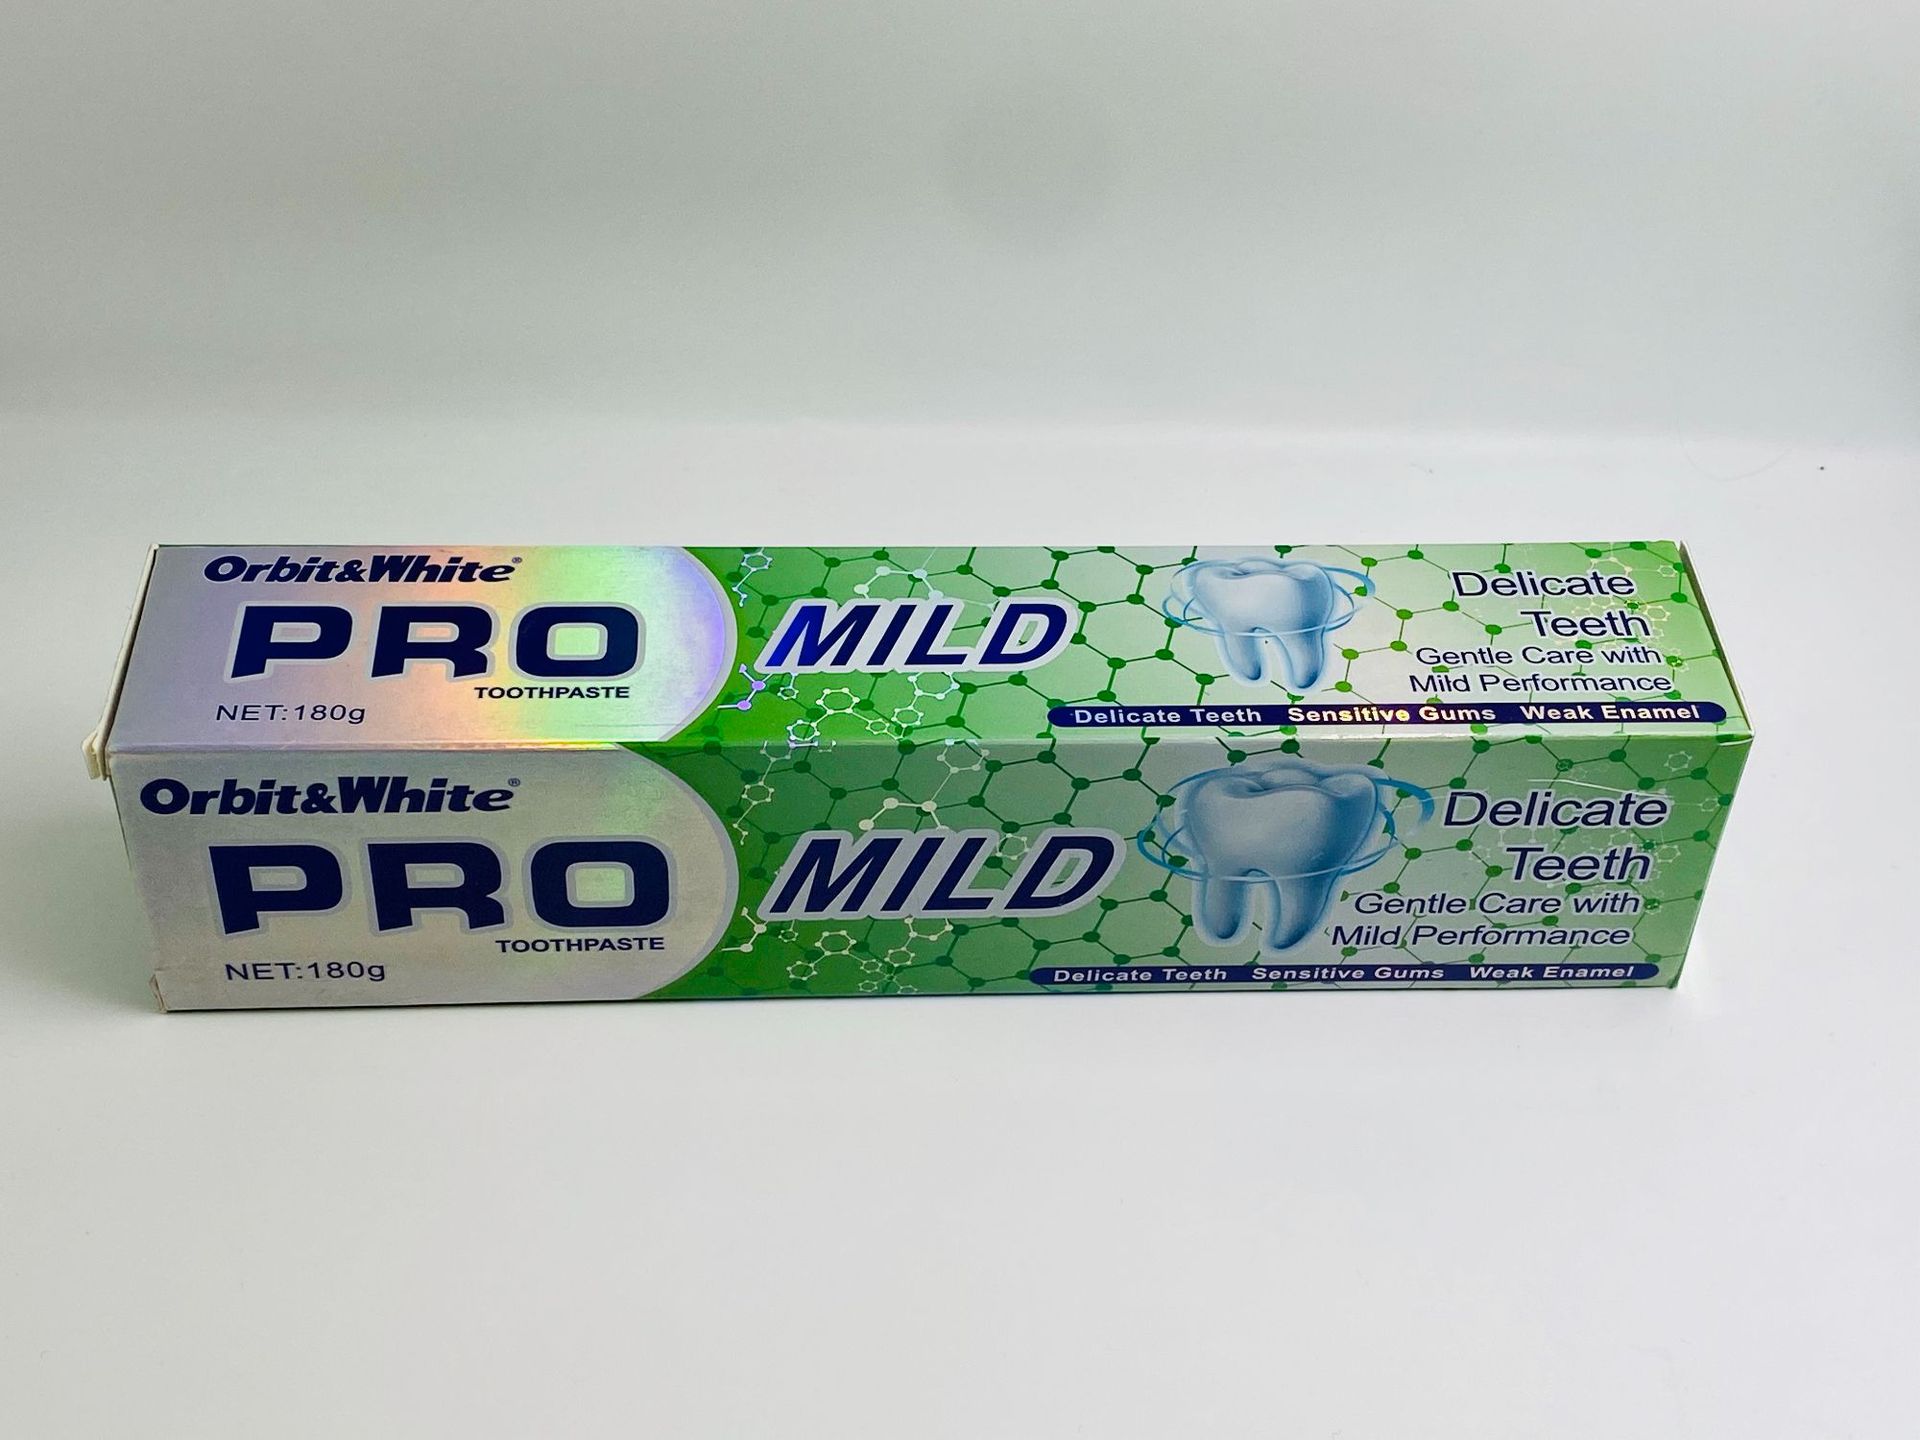 Orbit&White®
PRO
TOOTHPASTE
NET:180g
MILD
Delicate
Teeth
Gentle Care with
Mild Performance
Delicate Teeth Sensitive Gums Weak Enamel
Orbit&White®
PRO
TOOTHPASTE
NET:180g
MILD
Delicate
Teeth
Gentle Care with
Mild Performance
Delicate Teeth Sensitive Gums Weak Enamel